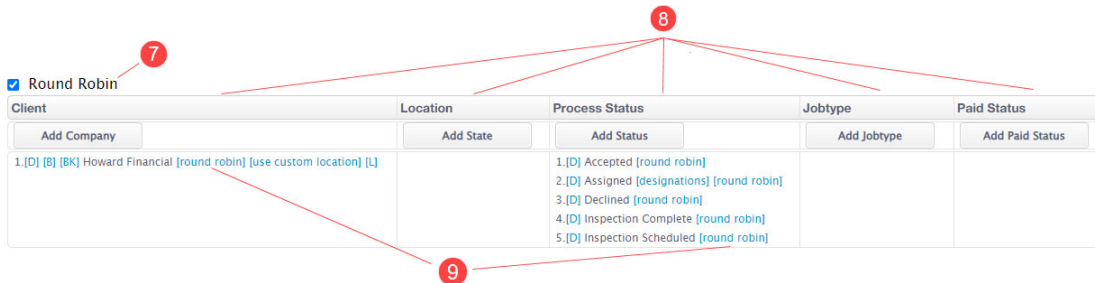 8
7
Round Robin
Client Location Process Status Jobtype Paid Status
Add Company Add State Add Status Add Jobtype Add Paid Status
1.[D] [B] [BK] Howard Financial [round robin] [use custom location] [L] 1.[D] Accepted [round robin]
2.[D] Assigned [designations] [round robin]
3.[D] Declined [round robin]
4.[D] Inspection Complete [round robin]
5.[D] Inspection Scheduled [round robin]
9